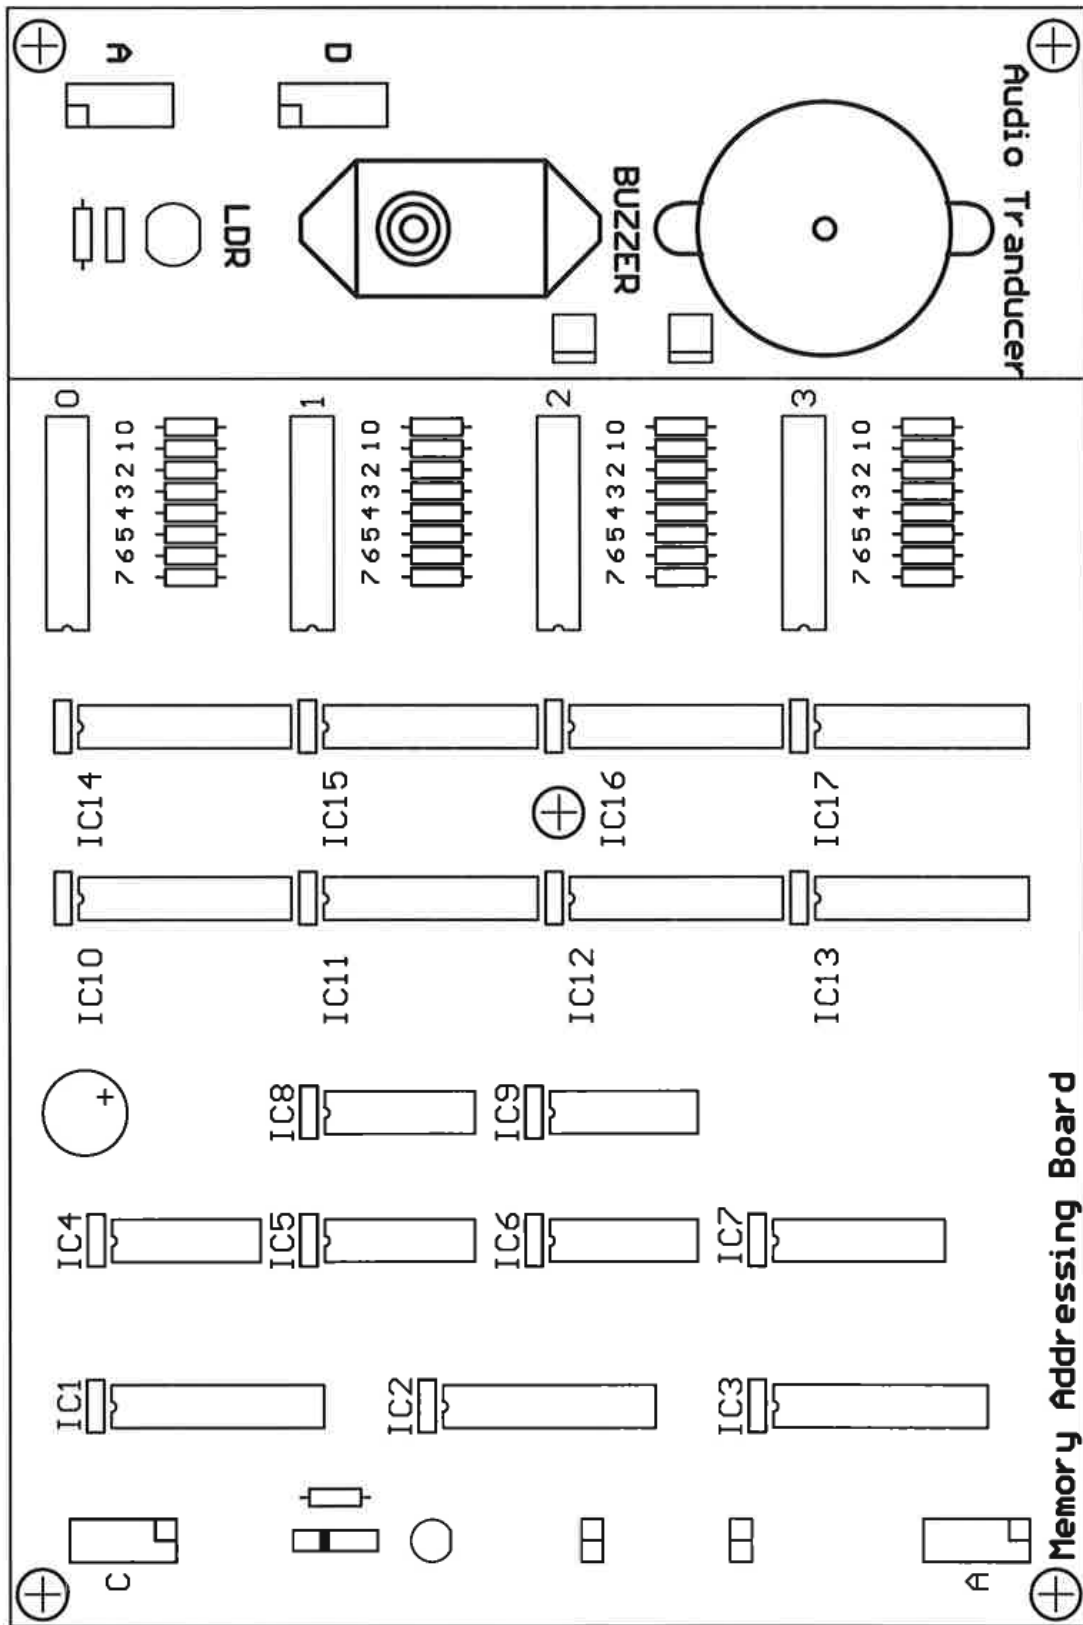 A
D
LDR
BUZZER
Audio Tranducer
0
1
2
3
76543210
76543210
76543210
76543210
IC14
IC15
IC16
IC17
IC10
IC11
IC12
IC13
+
IC8
IC9
IC4
IC5
IC6
IC7
IC1
IC2
IC3
C
A
Memory Addressing Board